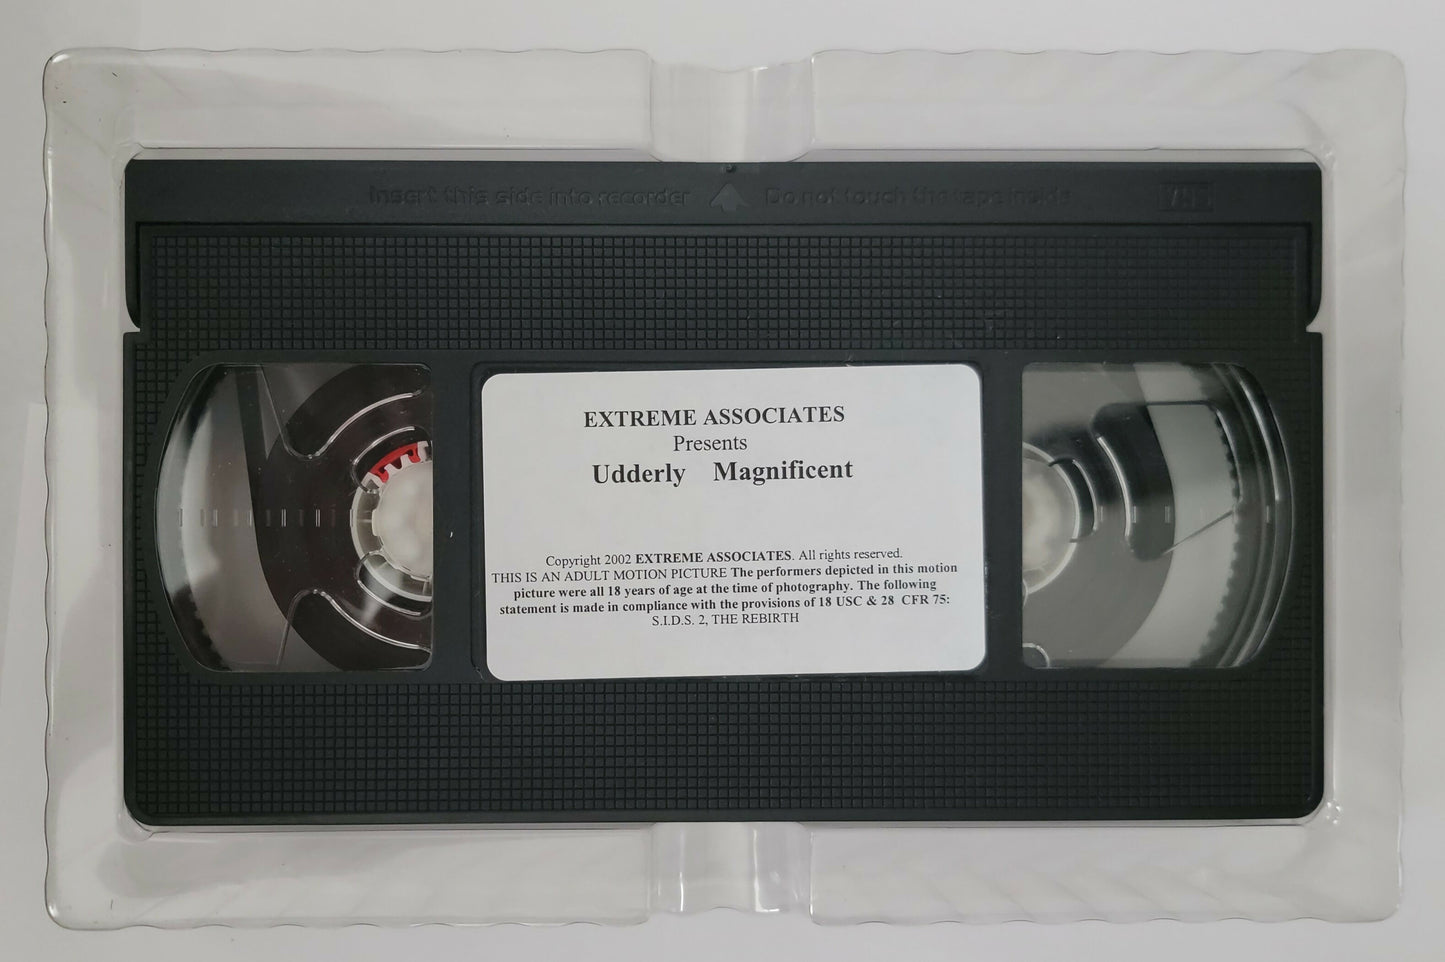 Insert this side into recorder Do not touch the tape inside VHS
EXTREME ASSOCIATES
Presents
Udderly Magnificent
Copyright 2002 EXTREME ASSOCIATES. All rights reserved.
THIS IS AN ADULT MOTION PICTURE The performers depicted in this motion
picture were all 18 years of age at the time of photography. The following
statement is made in compliance with the provisions of 18 USC & 28 CFR 75:
S.I.D.S. 2, THE REBIRTH